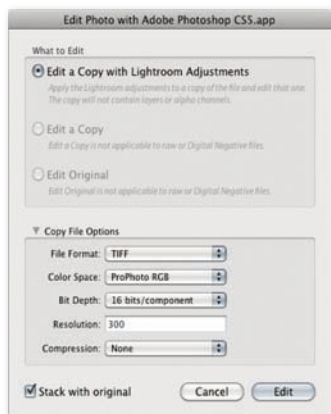 Edit Photo with Adobe Photoshop CS5.app
What to Edit
Edit a Copy with Lightroom Adjustments
Apply the Lightroom adjustments to a copy of the file and edit that one.
The copy will not contain layers or alpha channels.
Edit a Copy
Edit a Copy is not applicable to raw or Digital Negative files.
Edit Original
Edit Original is not applicable to raw or Digital Negative files.
Copy File Options
File Format: TIFF
Color Space: ProPhoto RGB
Bit Depth: 16 bits/component
Resolution: 300
Compression: None
Stack with original Cancel Edit